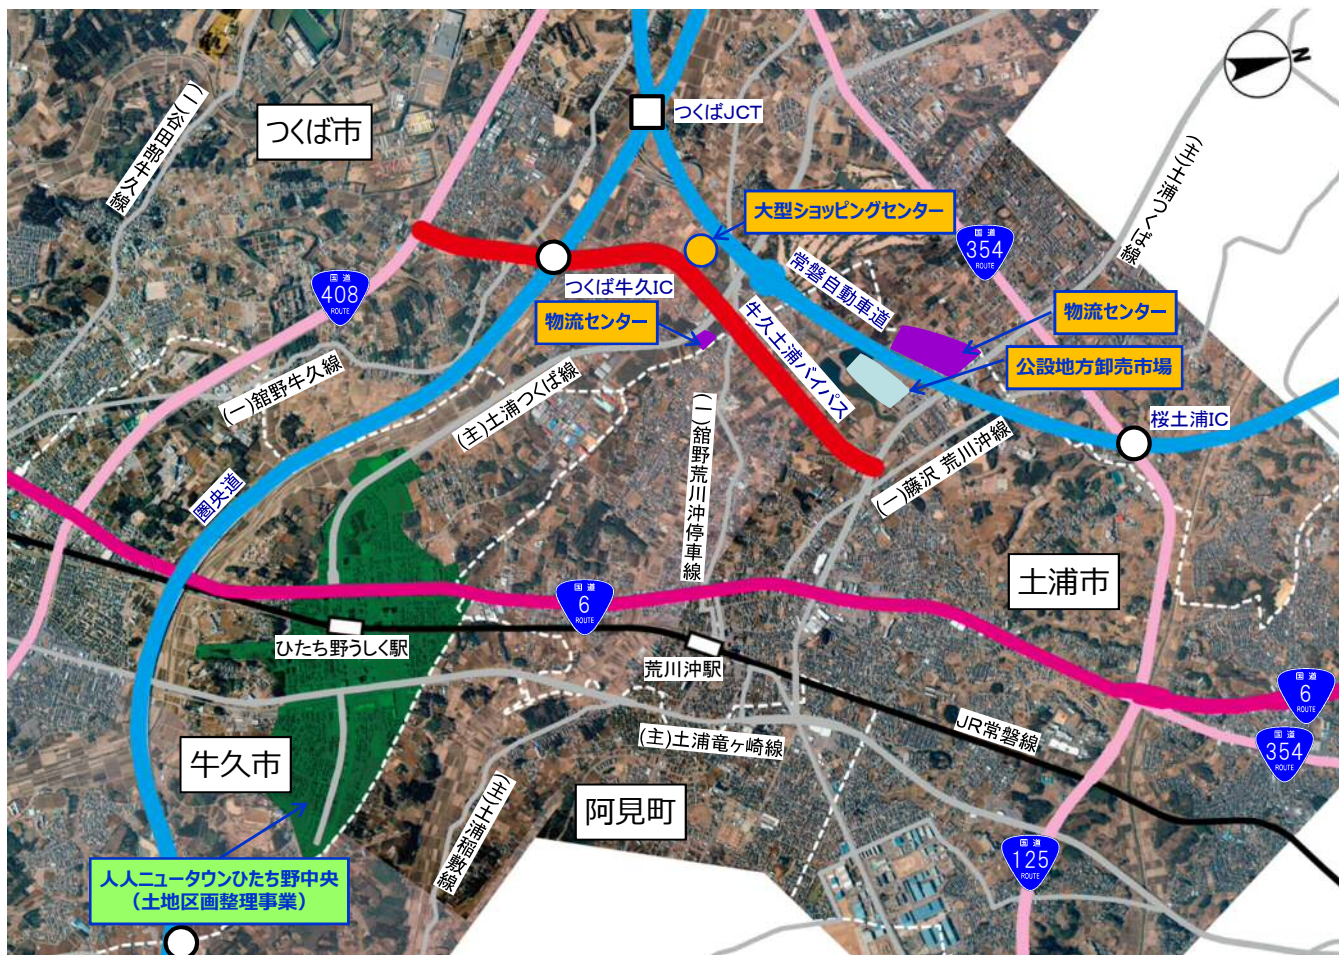 N
つくばJCT
つくば市
(一)谷田部牛久線
(主)土浦つくば線
大型ショッピングセンター
国道
354
ROUTE
常磐自動車道
つくば牛久IC
国道
408
ROUTE
物流センター
物流センター
牛久土浦バイパス
公設地方卸売市場
(一)舘野牛久線
(主)土浦つくば線
(一)舘野荒川沖停車線
桜土浦IC
(一)藤沢 荒川沖線
圏央道
土浦市
国道
6
ROUTE
ひたち野うしく駅
荒川沖駅
国道
6
ROUTE
JR常磐線
(主)土浦竜ヶ崎線
国道
354
ROUTE
牛久市
(主)土浦稲敷線
阿見町
国道
125
ROUTE
人人ニュータウンひたち野中央
(土地区画整理事業)